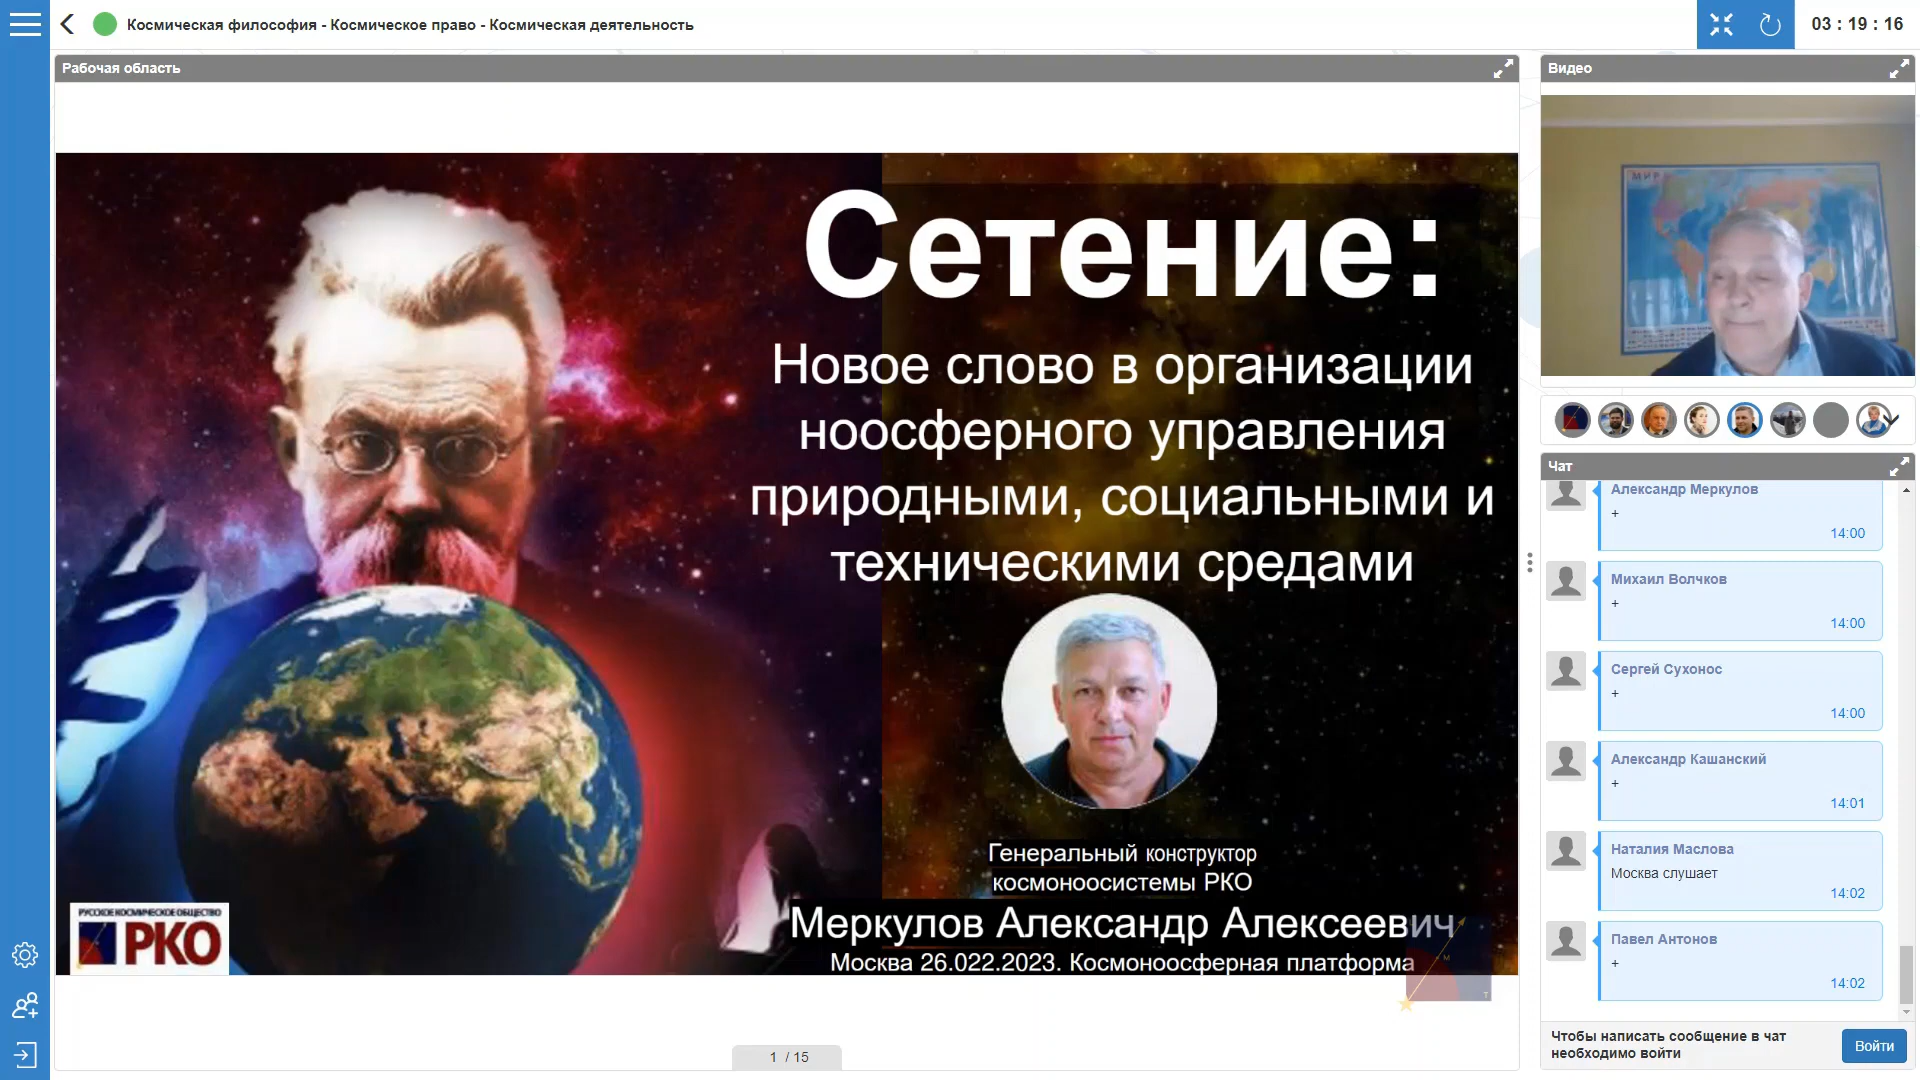 Космическая философия - Космическое право - Космическая деятельность
03 : 19 : 16
Рабочая область
Сетение:
Новое слово в организации
ноосферного управления
природными, социальными и
техническими средами
Генеральный конструктор
космоноосистемы РКО
Меркулов Александр Алексеевич
Москва 26.022.2023. Космоноосферная платформа
РУССКОЕ КОСМИЧЕСКОЕ ОБЩЕСТВО
РКО
М
Т
1 / 15
Видео
МИР
Чат
Александр Меркулов
+
14:00
Михаил Волчков
+
14:00
Сергей Сухонос
+
14:00
Александр Кашанский
+
14:01
Наталия Маслова
Москва слушает
14:02
Павел Антонов
+
14:02
Чтобы написать сообщение в чат
необходимо войти
Войти